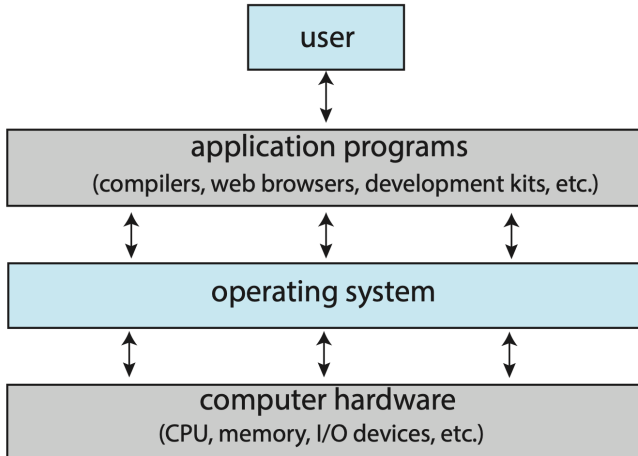 user
application programs
(compilers, web browsers, development kits, etc.)
operating system
computer hardware
(CPU, memory, I/O devices, etc.)